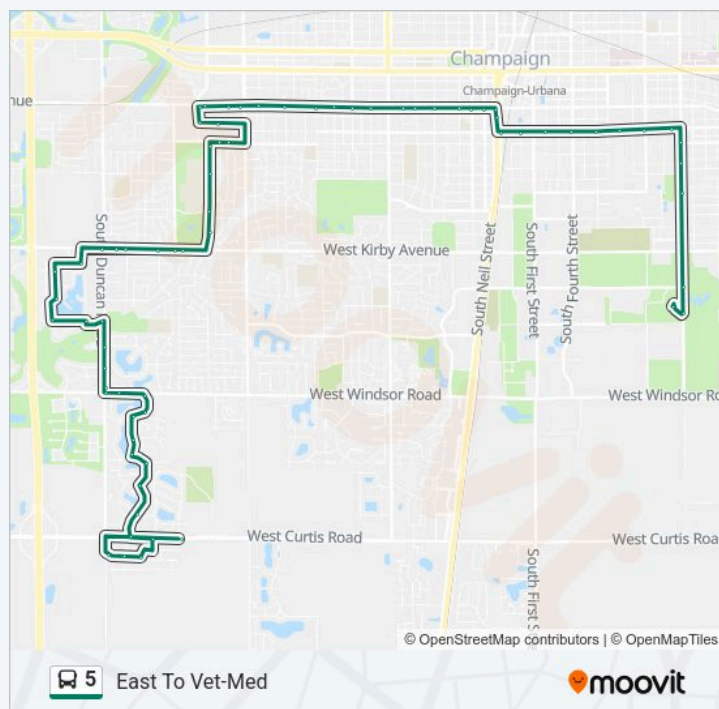 Champaign
Champaign-Urbana
nue
South Duncan
West Kirby Avenue
South Neil Street
South First Street
South Fourth Street
West Windsor Road
West Windsor Ro
West Curtis Road
West Curtis Roa
South First S
© OpenStreetMap contributors | © OpenMapTiles
5 East To Vet-Med
moovit